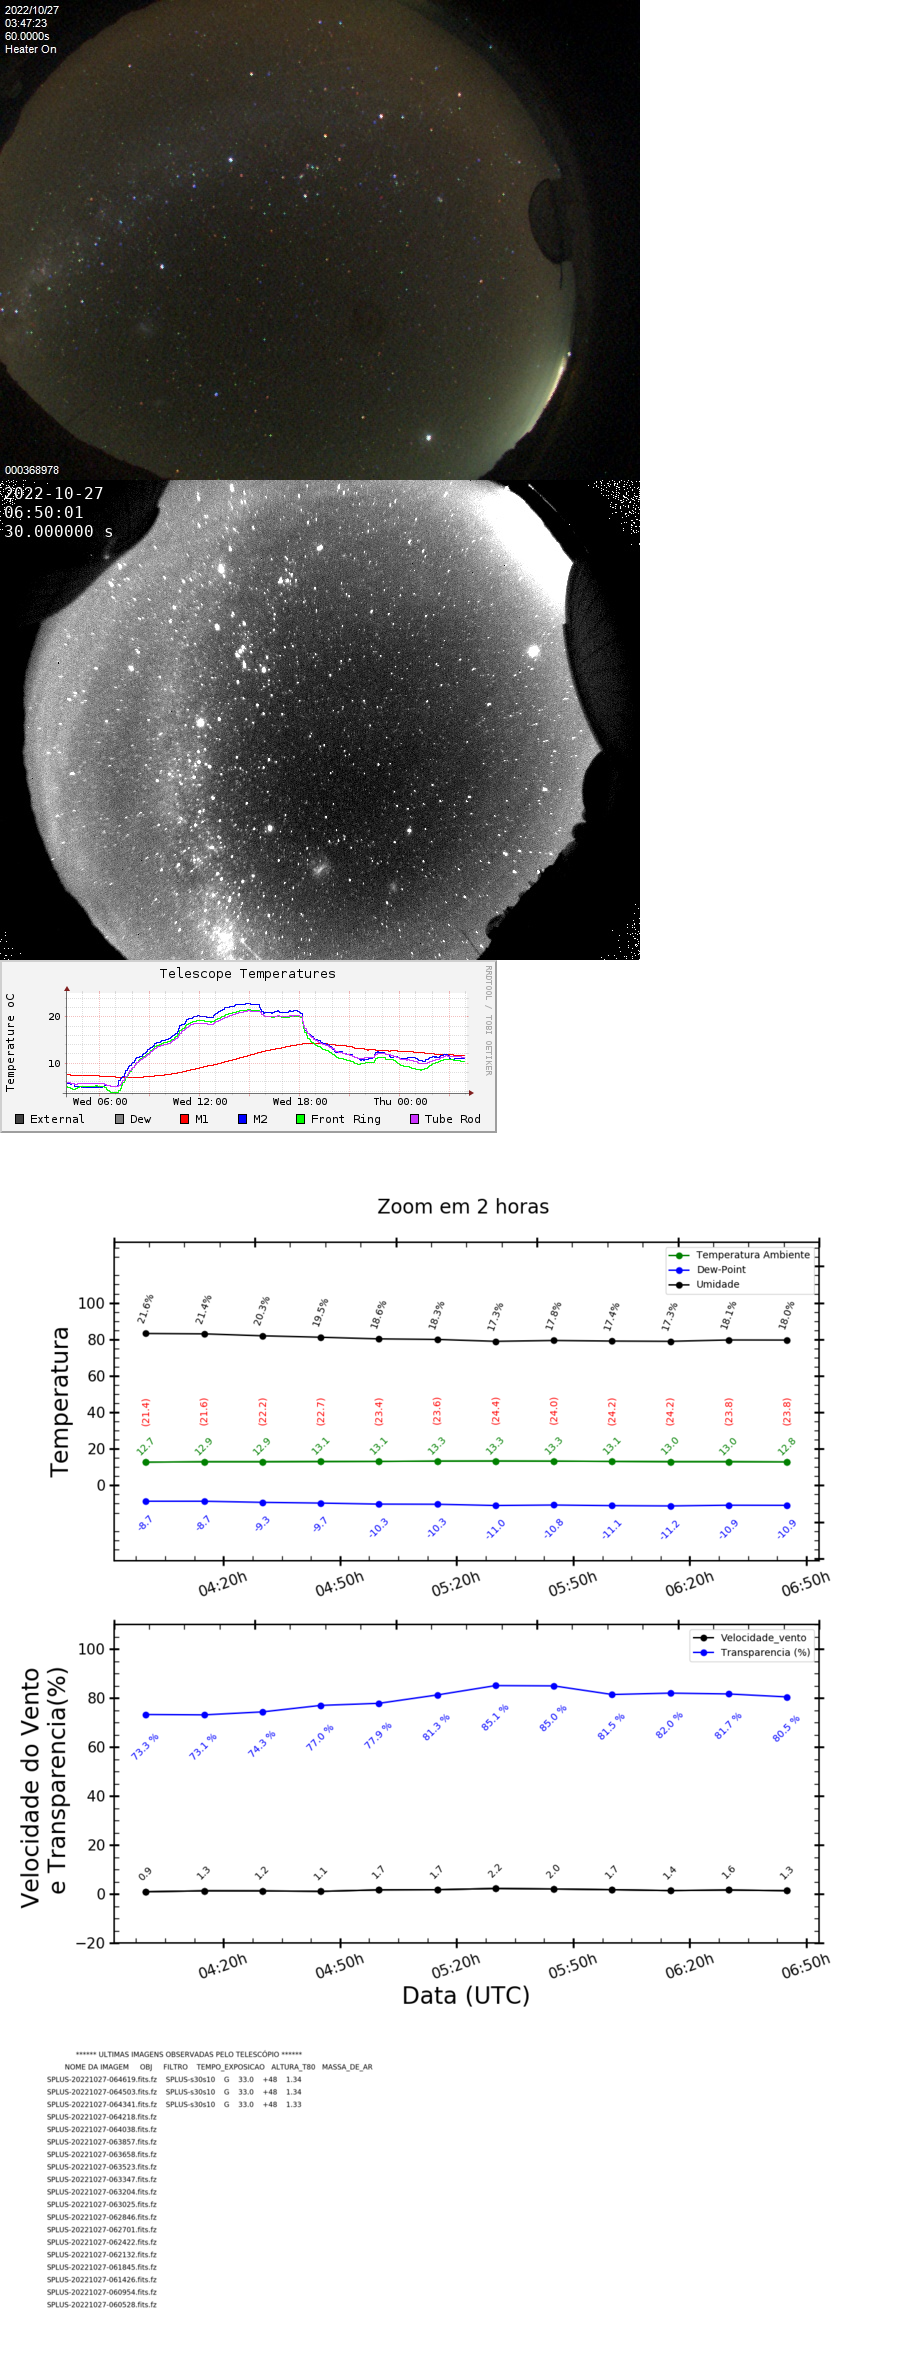 2022/10/27
03:47:23
60.0000s
Heater On
000368978
2022-10-27
06:50:01
30.000000 s
Telescope Temperatures
RRDTOOL / TOBI OETIKER
Temperature oC
20
10
Wed 06:00 Wed 12:00 Wed 18:00 Thu 00:00
External Dew M1 M2 Front Ring Tube Rod
Zoom em 2 horas
Temperatura Ambiente
Dew-Point
Umidade
Temperatura
100
80
60
40
20
0
21.6% 21.4% 20.3% 19.5% 18.6% 18.3% 17.3% 17.8% 17.4% 17.3% 18.1% 18.0%
(21.4) (21.6) (22.2) (22.7) (23.4) (23.6) (24.4) (24.0) (24.2) (24.2) (23.8) (23.8)
12.7 12.9 12.9 13.1 13.1 13.3 13.3 13.3 13.1 13.0 13.0 12.8
-8.7 -8.7 -9.3 -9.7 -10.3 -10.3 -11.0 -10.8 -11.1 -11.2 -10.9 -10.9
04:20h 04:50h 05:20h 05:50h 06:20h 06:50h
Velocidade_vento
Transparencia (%)
Velocidade do Vento
e Transparencia(%)
100
80
60
40
20
0
−20
73.3 % 73.1 % 74.3 % 77.0 % 77.9 % 81.3 % 85.1 % 85.0 % 81.5 % 82.0 % 81.7 % 80.5 %
0.9 1.3 1.2 1.1 1.7 1.7 2.2 2.0 1.7 1.4 1.6 1.3
04:20h 04:50h 05:20h 05:50h 06:20h 06:50h
Data (UTC)
****** ULTIMAS IMAGENS OBSERVADAS PELO TELESCÓPIO ******
NOME DA IMAGEM OBJ FILTRO TEMPO_EXPOSICAO ALTURA_T80 MASSA_DE_AR
SPLUS-20221027-064619.fits.fz SPLUS-s30s10 G 33.0 +48 1.34
SPLUS-20221027-064503.fits.fz SPLUS-s30s10 G 33.0 +48 1.34
SPLUS-20221027-064341.fits.fz SPLUS-s30s10 G 33.0 +48 1.33
SPLUS-20221027-064218.fits.fz
SPLUS-20221027-064038.fits.fz
SPLUS-20221027-063857.fits.fz
SPLUS-20221027-063658.fits.fz
SPLUS-20221027-063523.fits.fz
SPLUS-20221027-063347.fits.fz
SPLUS-20221027-063204.fits.fz
SPLUS-20221027-063025.fits.fz
SPLUS-20221027-062846.fits.fz
SPLUS-20221027-062701.fits.fz
SPLUS-20221027-062422.fits.fz
SPLUS-20221027-062132.fits.fz
SPLUS-20221027-061845.fits.fz
SPLUS-20221027-061426.fits.fz
SPLUS-20221027-060954.fits.fz
SPLUS-20221027-060528.fits.fz